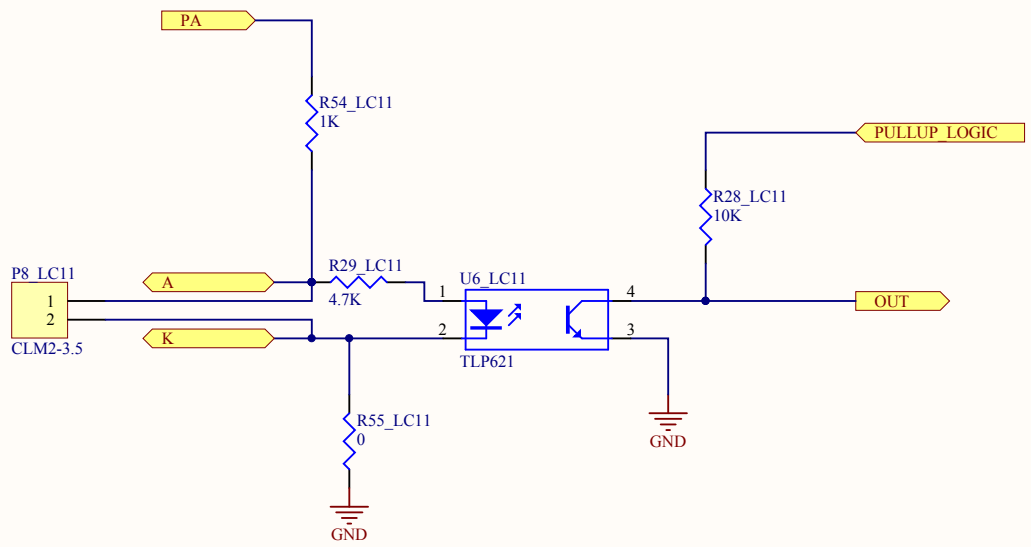 PA
R54_LC11
1K
PULLUP_LOGIC
R28_LC11
10K
P8_LC11
1
2
CLM2-3.5
A
K
R29_LC11
4.7K
U6_LC11
1
2
4
3
TLP621
OUT
GND
R55_LC11
0
GND